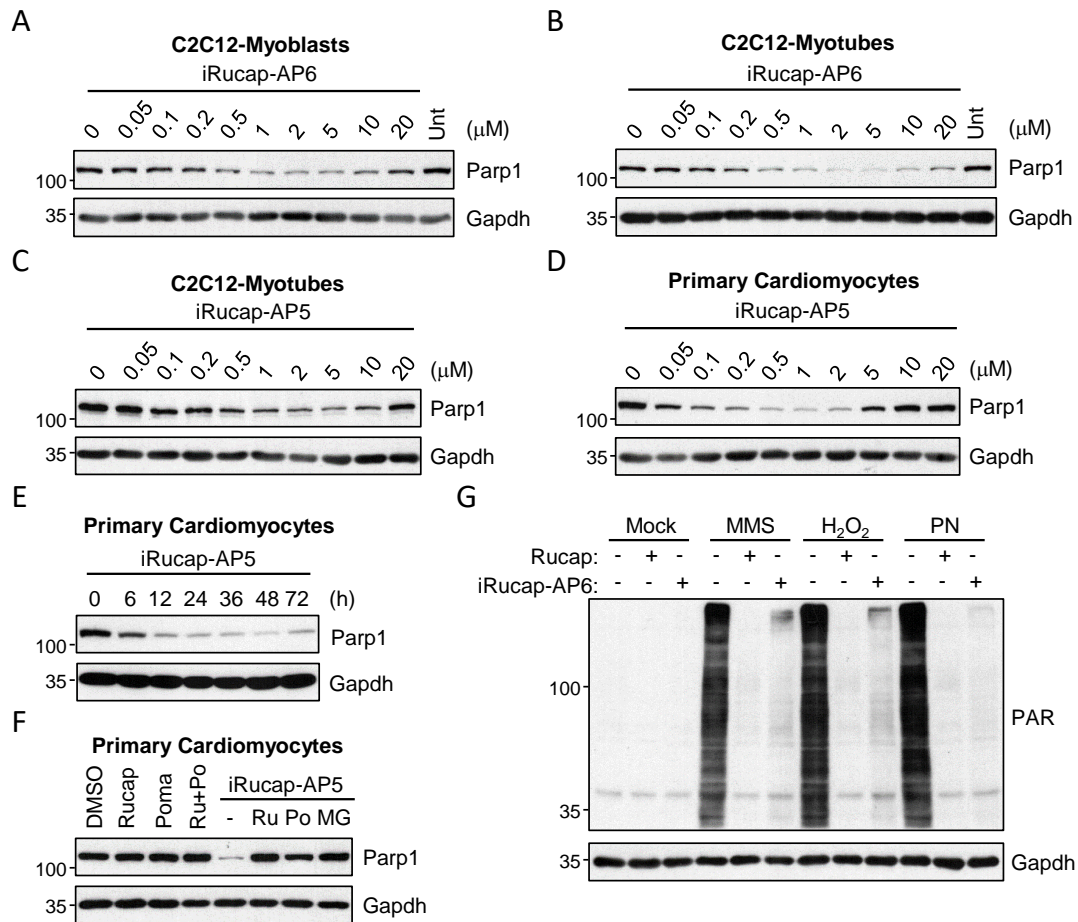 A
C2C12-Myoblasts
iRucap-AP6
0 0.05 0.1 0.2 0.5 1 2 5 10 20 Unt (μM)
100 Parp1
35 Gapdh
B
C2C12-Myotubes
iRucap-AP6
0 0.05 0.1 0.2 0.5 1 2 5 10 20 Unt (μM)
100 Parp1
35 Gapdh
C
C2C12-Myotubes
iRucap-AP5
0 0.05 0.1 0.2 0.5 1 2 5 10 20 (μM)
100 Parp1
35 Gapdh
D
Primary Cardiomyocytes
iRucap-AP5
0 0.05 0.1 0.2 0.5 1 2 5 10 20 (μM)
100 Parp1
35 Gapdh
E
Primary Cardiomyocytes
iRucap-AP5
0 6 12 24 36 48 72 (h)
100 Parp1
35 Gapdh
F
Primary Cardiomyocytes
DMSO Rucap Poma Ru+Po iRucap-AP5
- Ru Po MG
100 Parp1
35 Gapdh
G
Mock MMS H₂O₂ PN
Rucap: - + - - + - - + - - + -
iRucap-AP6: - - + - - + - - + - - +
100
PAR
35
35 Gapdh